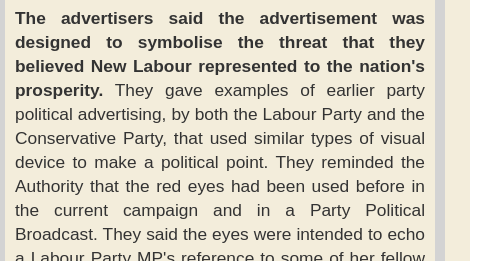 The advertisers said the advertisement was
designed to symbolise the threat that they
believed New Labour represented to the nation's
prosperity. They gave examples of earlier party
political advertising, by both the Labour Party and the
Conservative Party, that used similar types of visual
device to make a political point. They reminded the
Authority that the red eyes had been used before in
the current campaign and in a Party Political
Broadcast. They said the eyes were intended to echo
a Labour Party MP's reference to some of her fellow